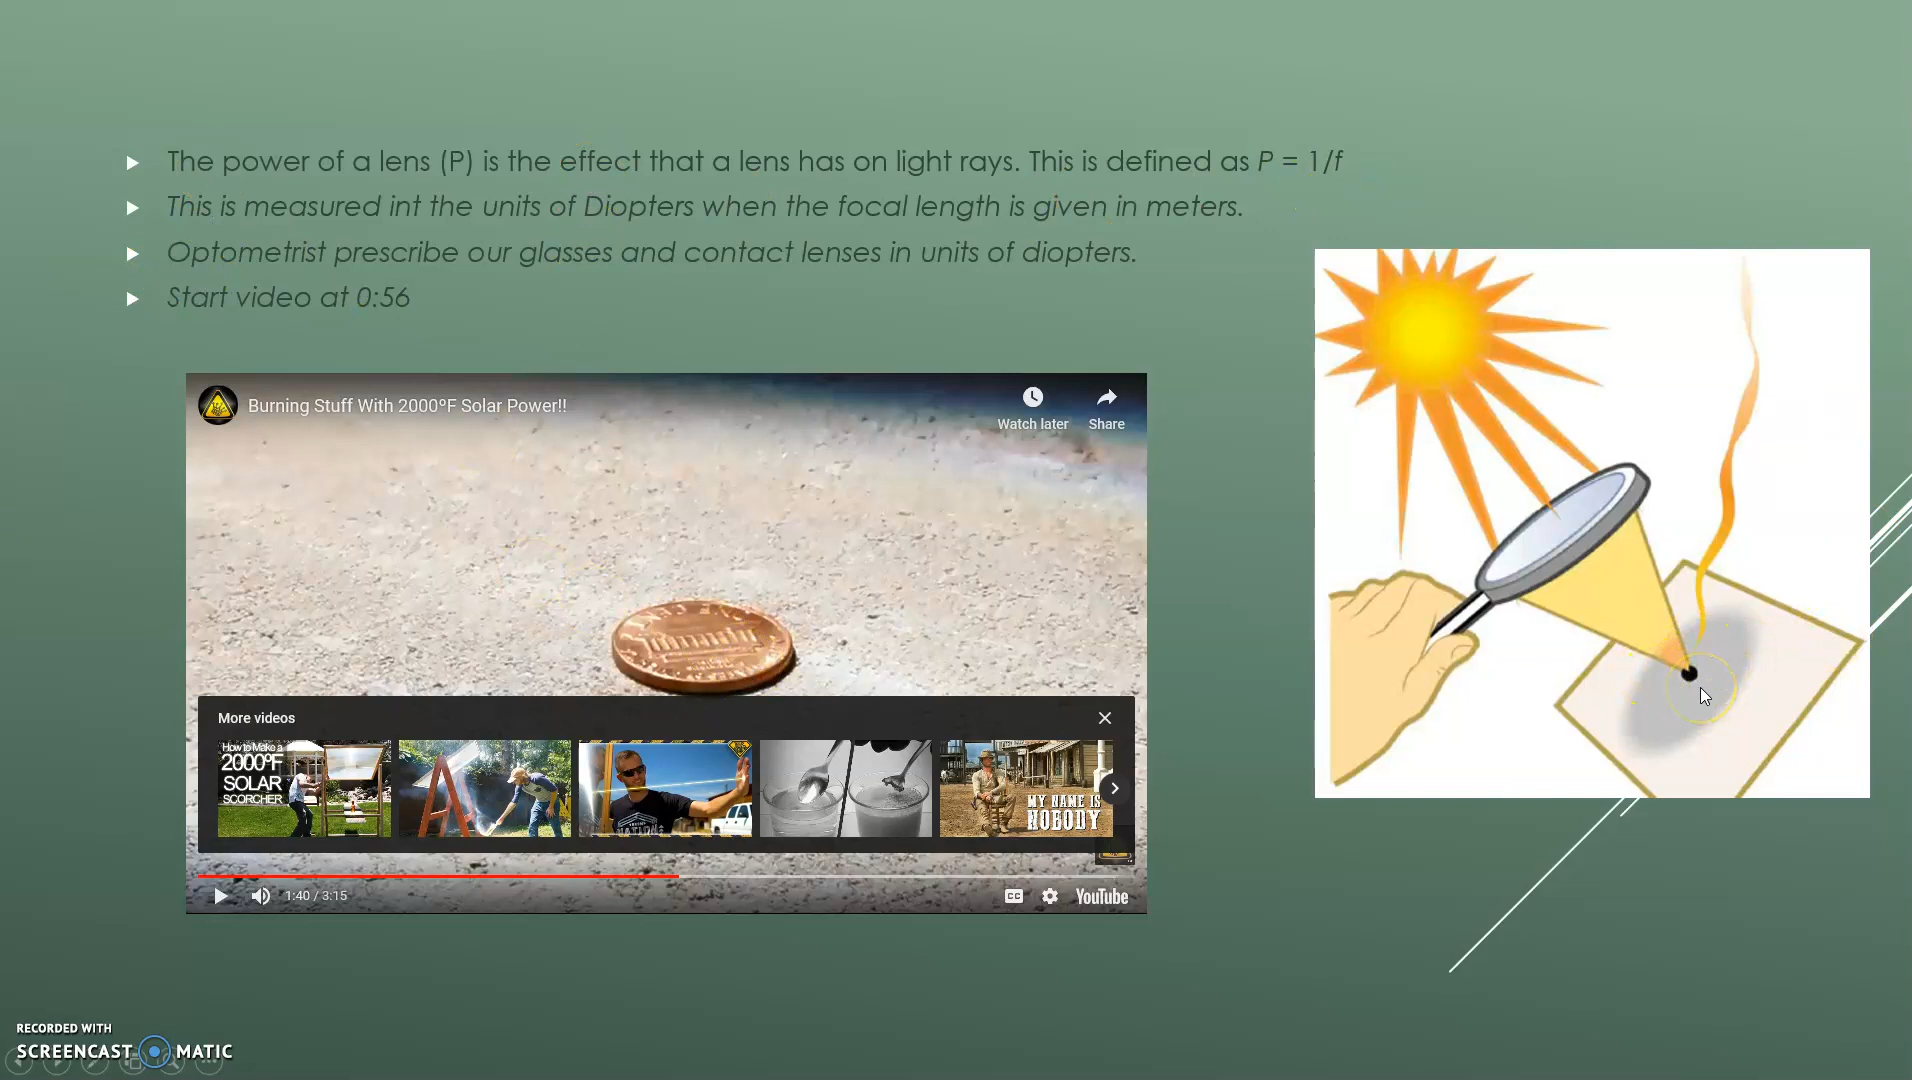 The power of a lens (P) is the effect that a lens has on light rays. This is defined as P = 1/f
This is measured int the units of Diopters when the focal length is given in meters.
Optometrist prescribe our glasses and contact lenses in units of diopters.
Start video at 0:56
Burning Stuff With 2000ºF Solar Power!!
Watch later
Share
More videos
How to Make a
2000ºF
SOLAR
SCORCHER
MY NAME IS
NOBODY
1:40 / 3:15
CC
YouTube
RECORDED WITH
SCREENCAST MATIC